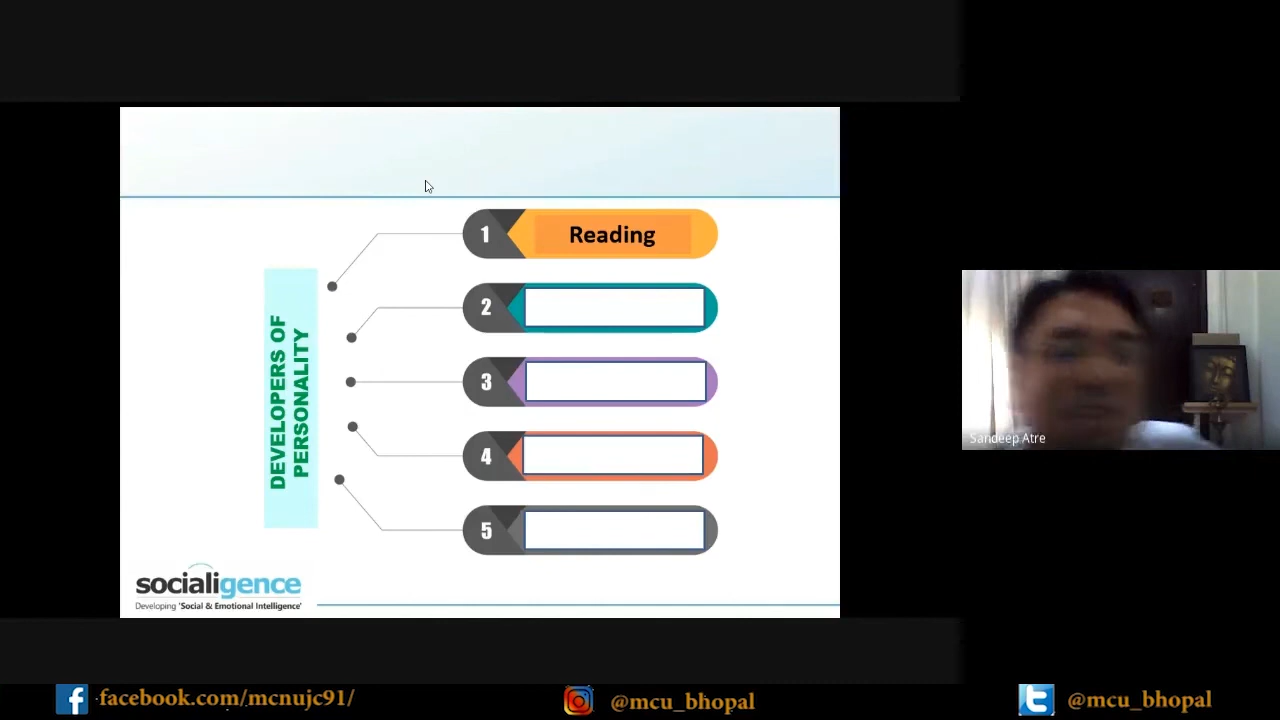 1 Reading
2
3
4
5
DEVELOPERS OF
PERSONALITY
socialigence
Developing 'Social & Emotional Intelligence'
Sandeep Atre
facebook.com/mcnujc91/
@mcu_bhopal
@mcu_bhopal